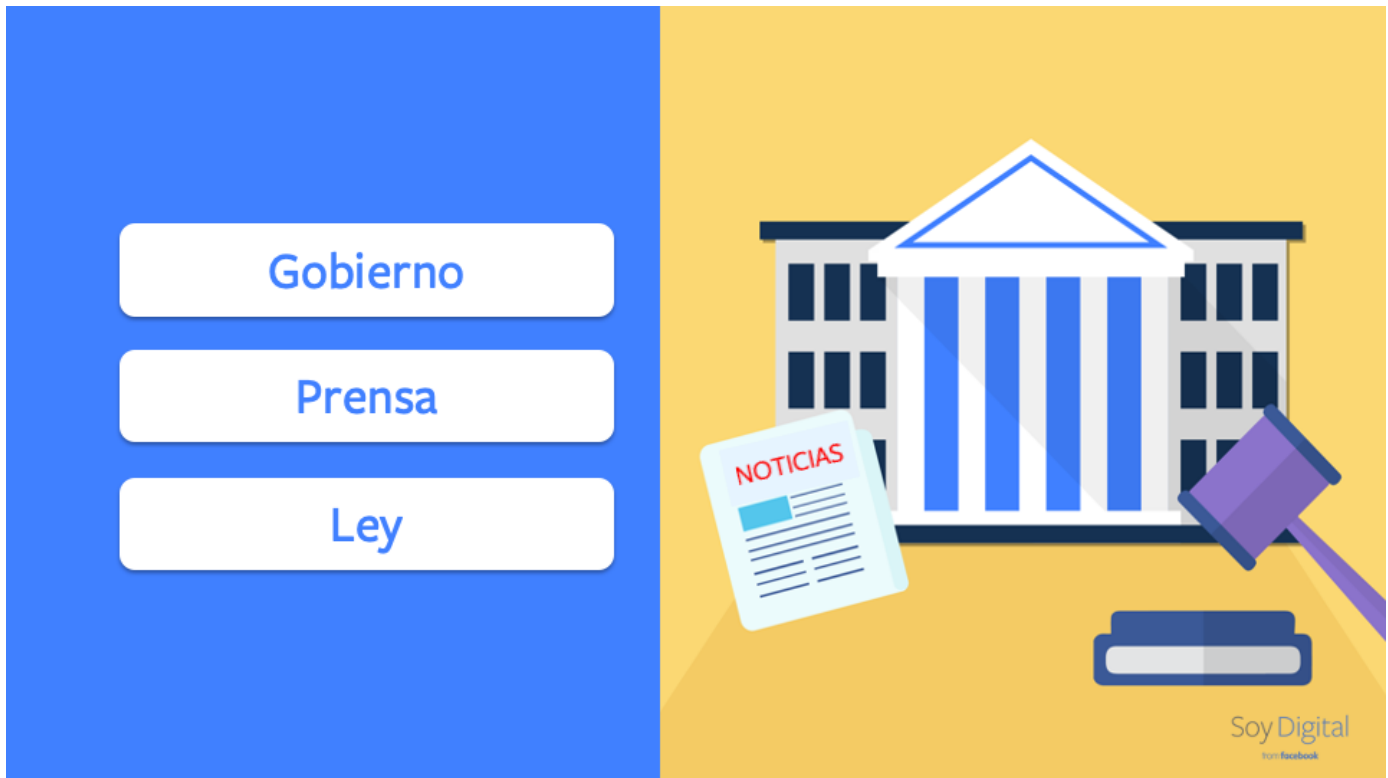 Gobierno
Prensa
Ley
NOTICIAS
Soy Digital
from facebook